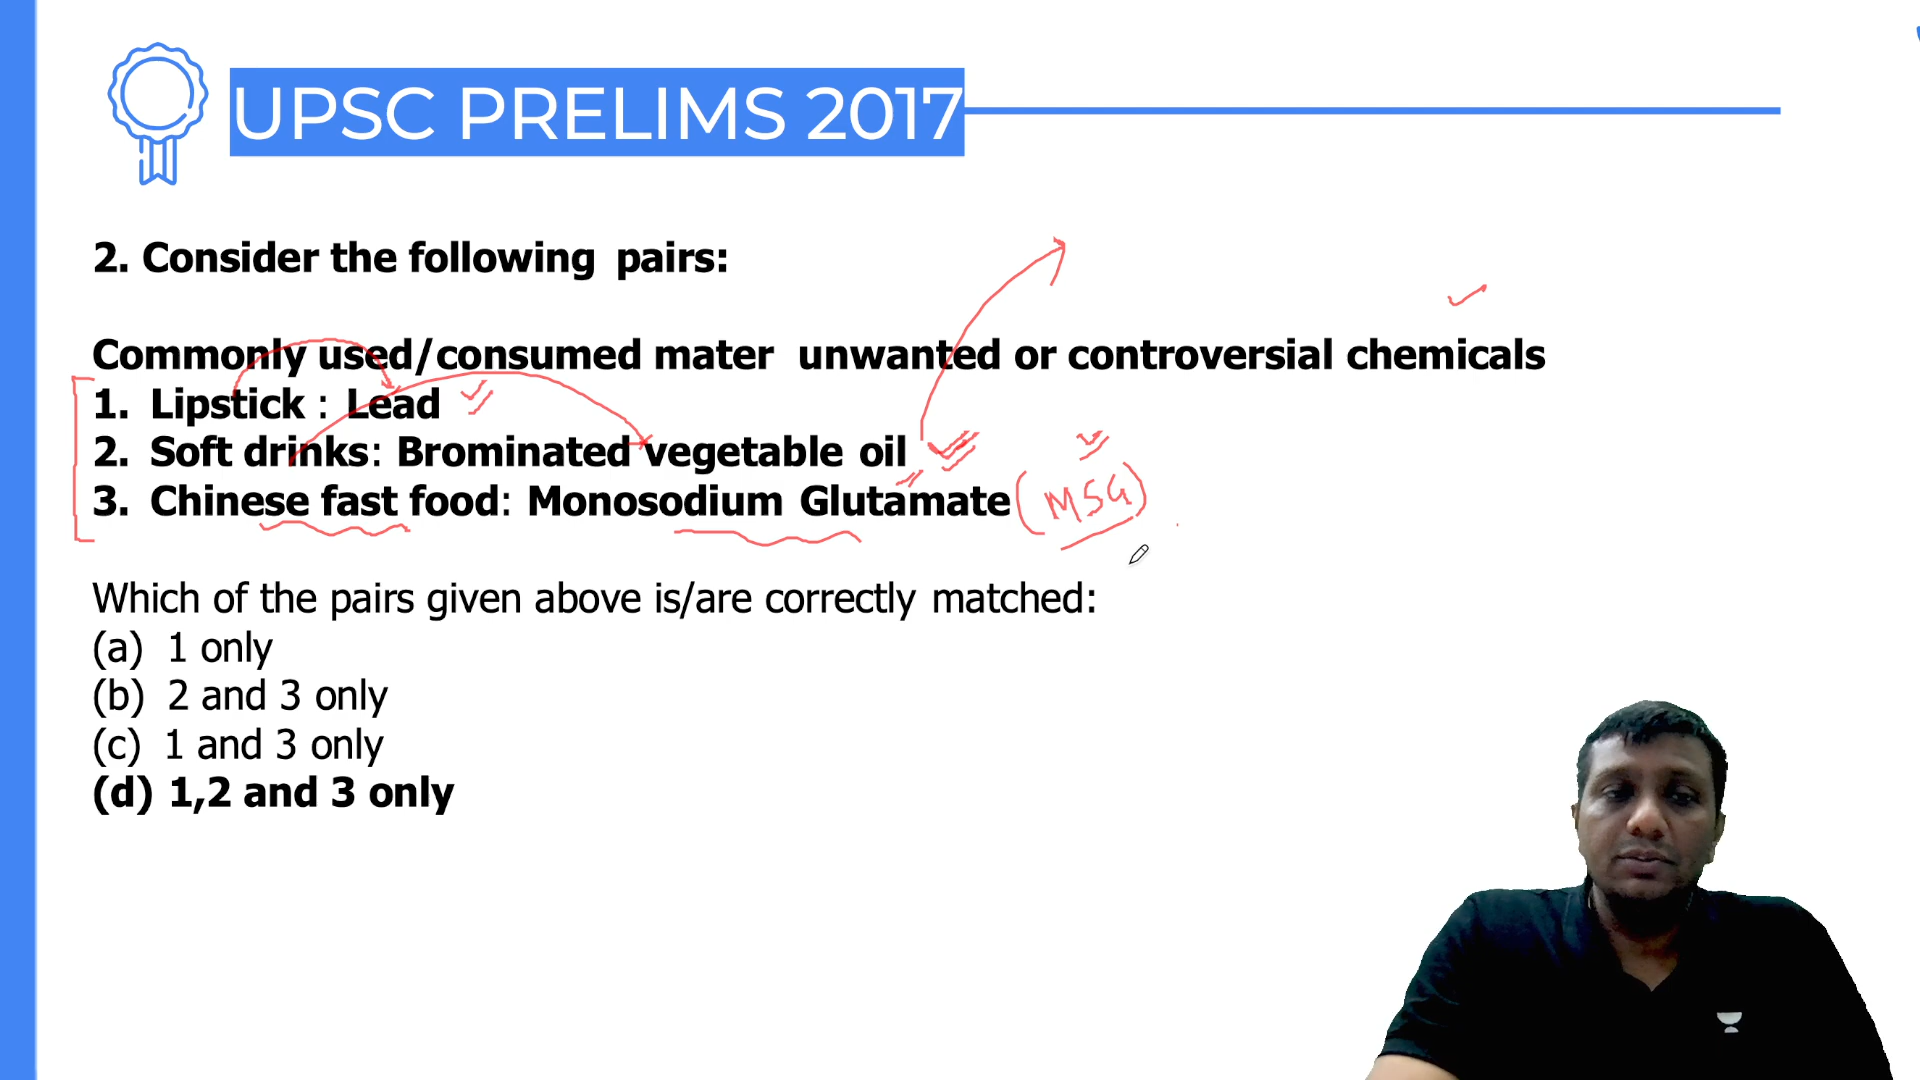 UPSC PRELIMS 2017
2. Consider the following pairs:
Commonly used/consumed mater unwanted or controversial chemicals
1. Lipstick : Lead
2. Soft drinks: Brominated vegetable oil
3. Chinese fast food: Monosodium Glutamate (MSG)
Which of the pairs given above is/are correctly matched:
(a) 1 only
(b) 2 and 3 only
(c) 1 and 3 only
(d) 1,2 and 3 only